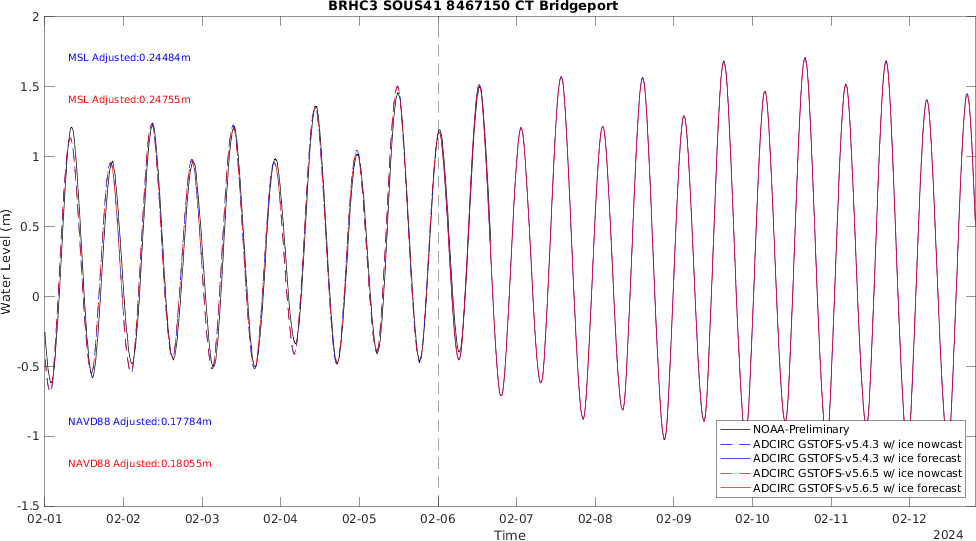 BRHC3 SOUS41 8467150 CT Bridgeport
2
1.5
1
0.5
0
-0.5
-1
-1.5
Water Level (m)
MSL Adjusted:0.24484m
MSL Adjusted:0.24755m
NAVD88 Adjusted:0.17784m
NAVD88 Adjusted:0.18055m
NOAA-Preliminary
ADCIRC GSTOFS-v5.4.3 w/ ice nowcast
ADCIRC GSTOFS-v5.4.3 w/ ice forecast
ADCIRC GSTOFS-v5.6.5 w/ ice nowcast
ADCIRC GSTOFS-v5.6.5 w/ ice forecast
02-01 02-02 02-03 02-04 02-05 02-06 02-07 02-08 02-09 02-10 02-11 02-12
Time
2024